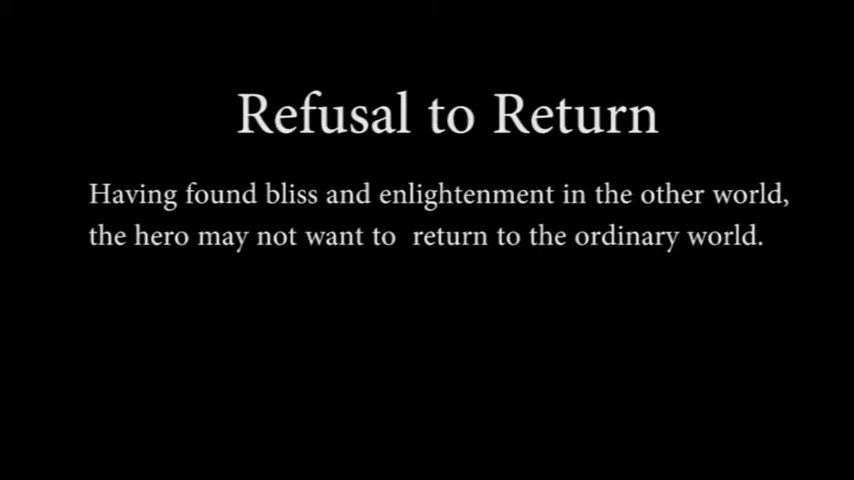 Refusal to Return
Having found bliss and enlightenment in the other world,
the hero may not want to  return to the ordinary world.